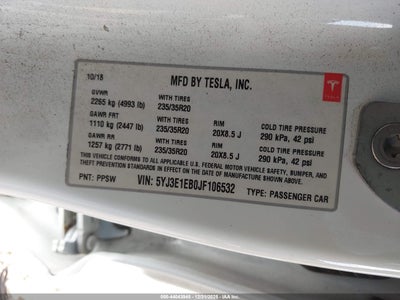 10/18
MFD BY TESLA, INC.
GVWR
2265 kg (4993 lb)
WITH TIRES
235/35R20
GAWR FRT
1110 kg (2447 lb)
WITH TIRES
235/35R20
RIM
20X8.5 J
COLD TIRE PRESSURE
290 kPa, 42 psi
GAWR RR
1257 kg (2771 lb)
WITH TIRES
235/35R20
RIM
20X8.5 J
COLD TIRE PRESSURE
290 kPa, 42 psi
THIS VEHICLE CONFORMS TO ALL APPLICABLE U.S. FEDERAL MOTOR VEHICLE SAFETY, BUMPER, AND
THEFT PREVENTION STANDARDS IN EFFECT ON THE DATE OF MANUFACTURE SHOWN ABOVE.
PNT: PPSW
VIN: 5YJ3E1EB0JF106532
TYPE: PASSENGER CAR
TESLA